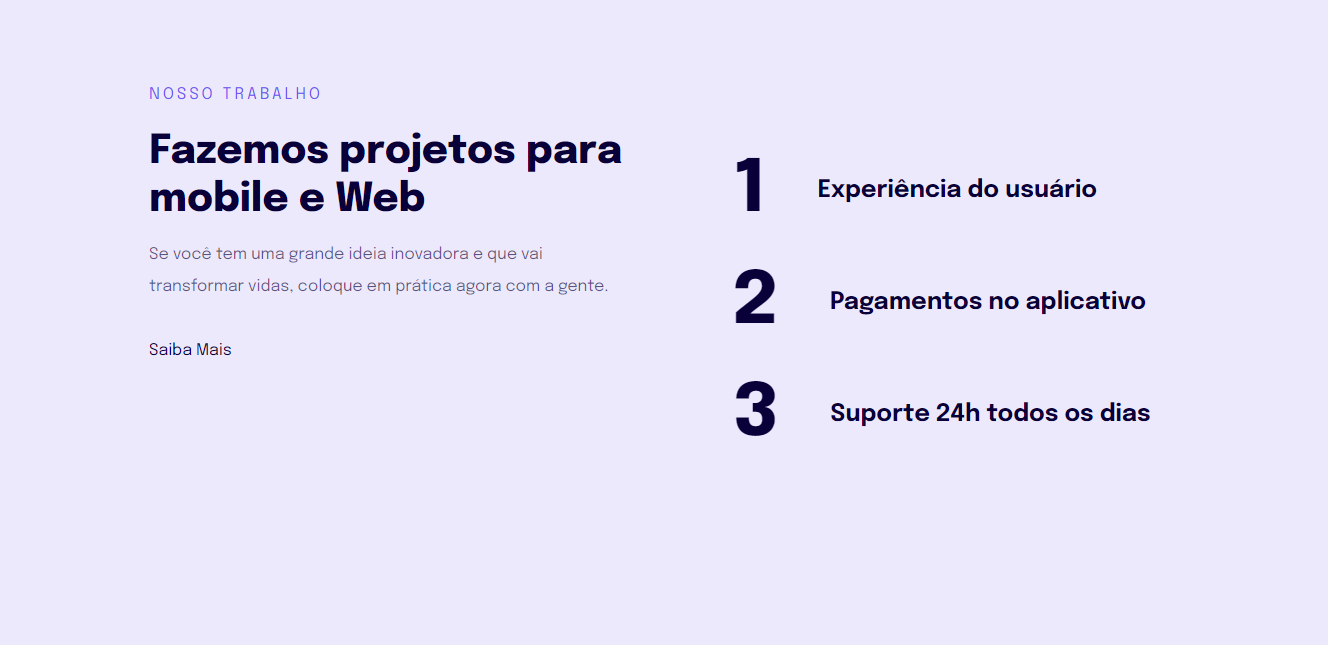 NOSSO TRABALHO
Fazemos projetos para
mobile e Web
Se você tem uma grande ideia inovadora e que vai
transformar vidas, coloque em prática agora com a gente.
Saiba Mais
1 Experiência do usuário
2 Pagamentos no aplicativo
3 Suporte 24h todos os dias